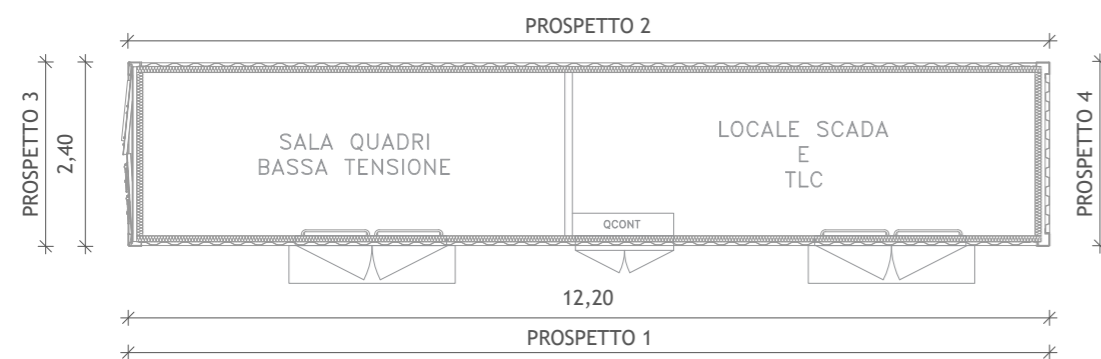 PROSPETTO 2
PROSPETTO 3
2,40
SALA QUADRI
BASSA TENSIONE
LOCALE SCADA
E
TLC
QCONT
PROSPETTO 4
12,20
PROSPETTO 1